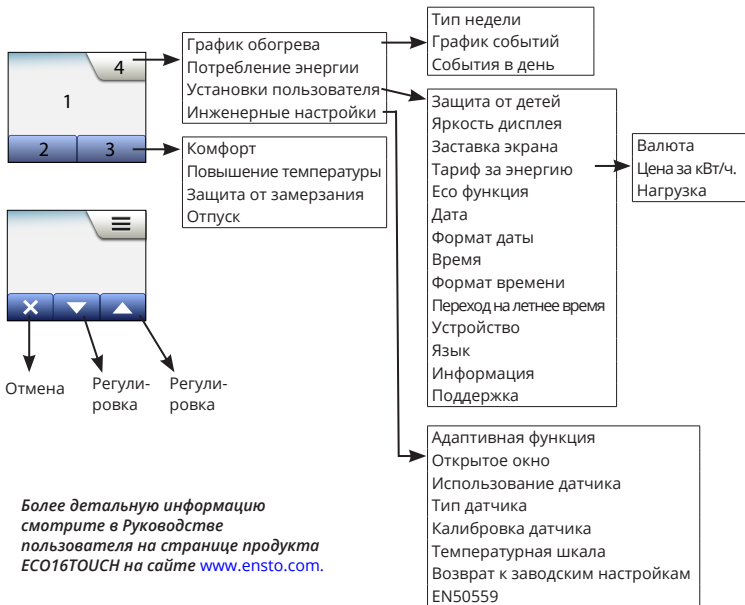 4
1
2
3
График обогрева
Потребление энергии
Установки пользователя
Инженерные настройки
Тип недели
График событий
События в день
Комфорт
Повышение температуры
Защита от замерзания
Отпуск
Защита от детей
Яркость дисплея
Заставка экрана
Тариф за энергию
Eco функция
Дата
Формат даты
Время
Формат времени
Переход на летнее время
Устройство
Язык
Информация
Поддержка
Валюта
Цена за кВт/ч.
Нагрузка
Отмена
Регули-
ровка
Регули-
ровка
Адаптивная функция
Открытое окно
Использование датчика
Тип датчика
Калибровка датчика
Температурная шкала
Возврат к заводским настройкам
EN50559
Более детальную информацию
смотрите в Руководстве
пользователя на странице продукта
ECO16TOUCH на сайте www.ensto.com.